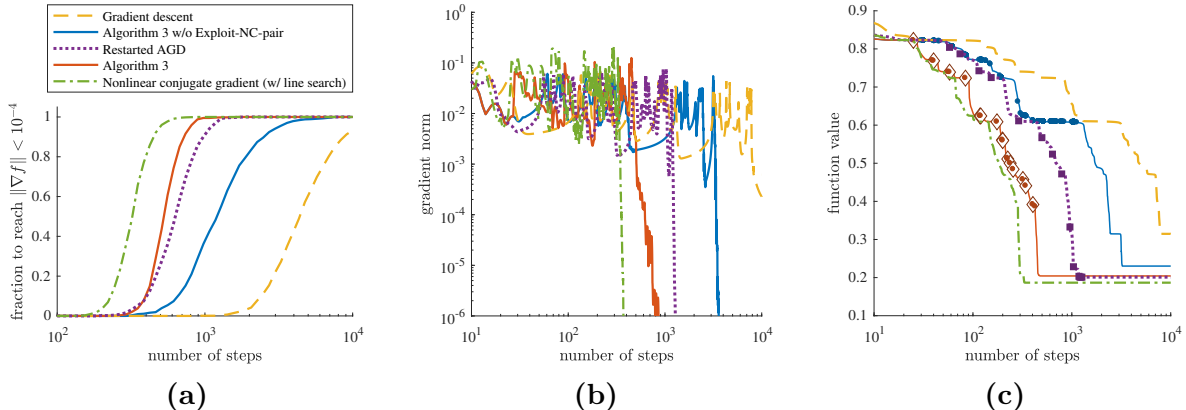 Gradient descent
Algorithm 3 w/o Exploit-NC-pair
Restarted AGD
Algorithm 3
Nonlinear conjugate gradient (w/ line search)
fraction to reach ||∇f|| < 10⁻⁴
1
0.8
0.6
0.4
0.2
0
10² 10³ 10⁴
number of steps
(a)
gradient norm
10⁰
10⁻¹
10⁻²
10⁻³
10⁻⁴
10⁻⁵
10⁻⁶
10¹ 10² 10³ 10⁴
number of steps
(b)
function value
0.9
0.8
0.7
0.6
0.5
0.4
0.3
0.2
0.1
10¹ 10² 10³ 10⁴
number of steps
(c)